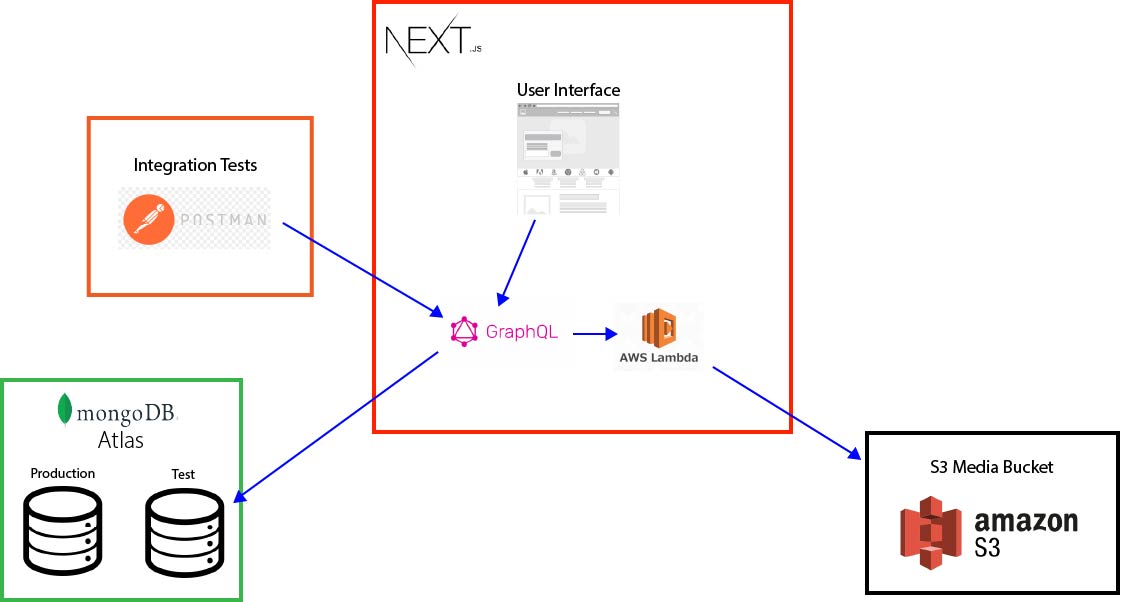 NEXT.JS
User Interface
Integration Tests
POSTMAN
GraphQL
AWS Lambda
mongoDB.
Atlas
Production
Test
S3 Media Bucket
amazon
S3